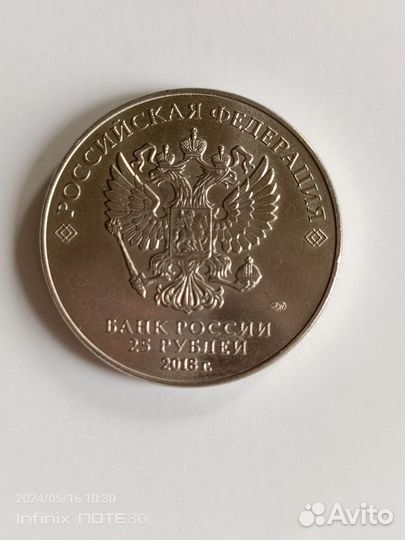 РОССИЙСКАЯ ФЕДЕРАЦИЯ
БАНК РОССИИ
25 РУБЛЕЙ
2018 г.
2024/05/16 10:30
Infinix NOTE30
Avito